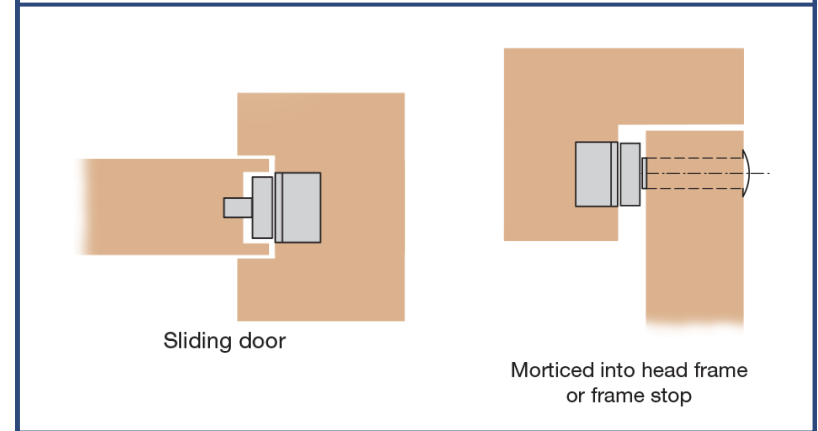 Sliding door
Morticed into head frame
or frame stop